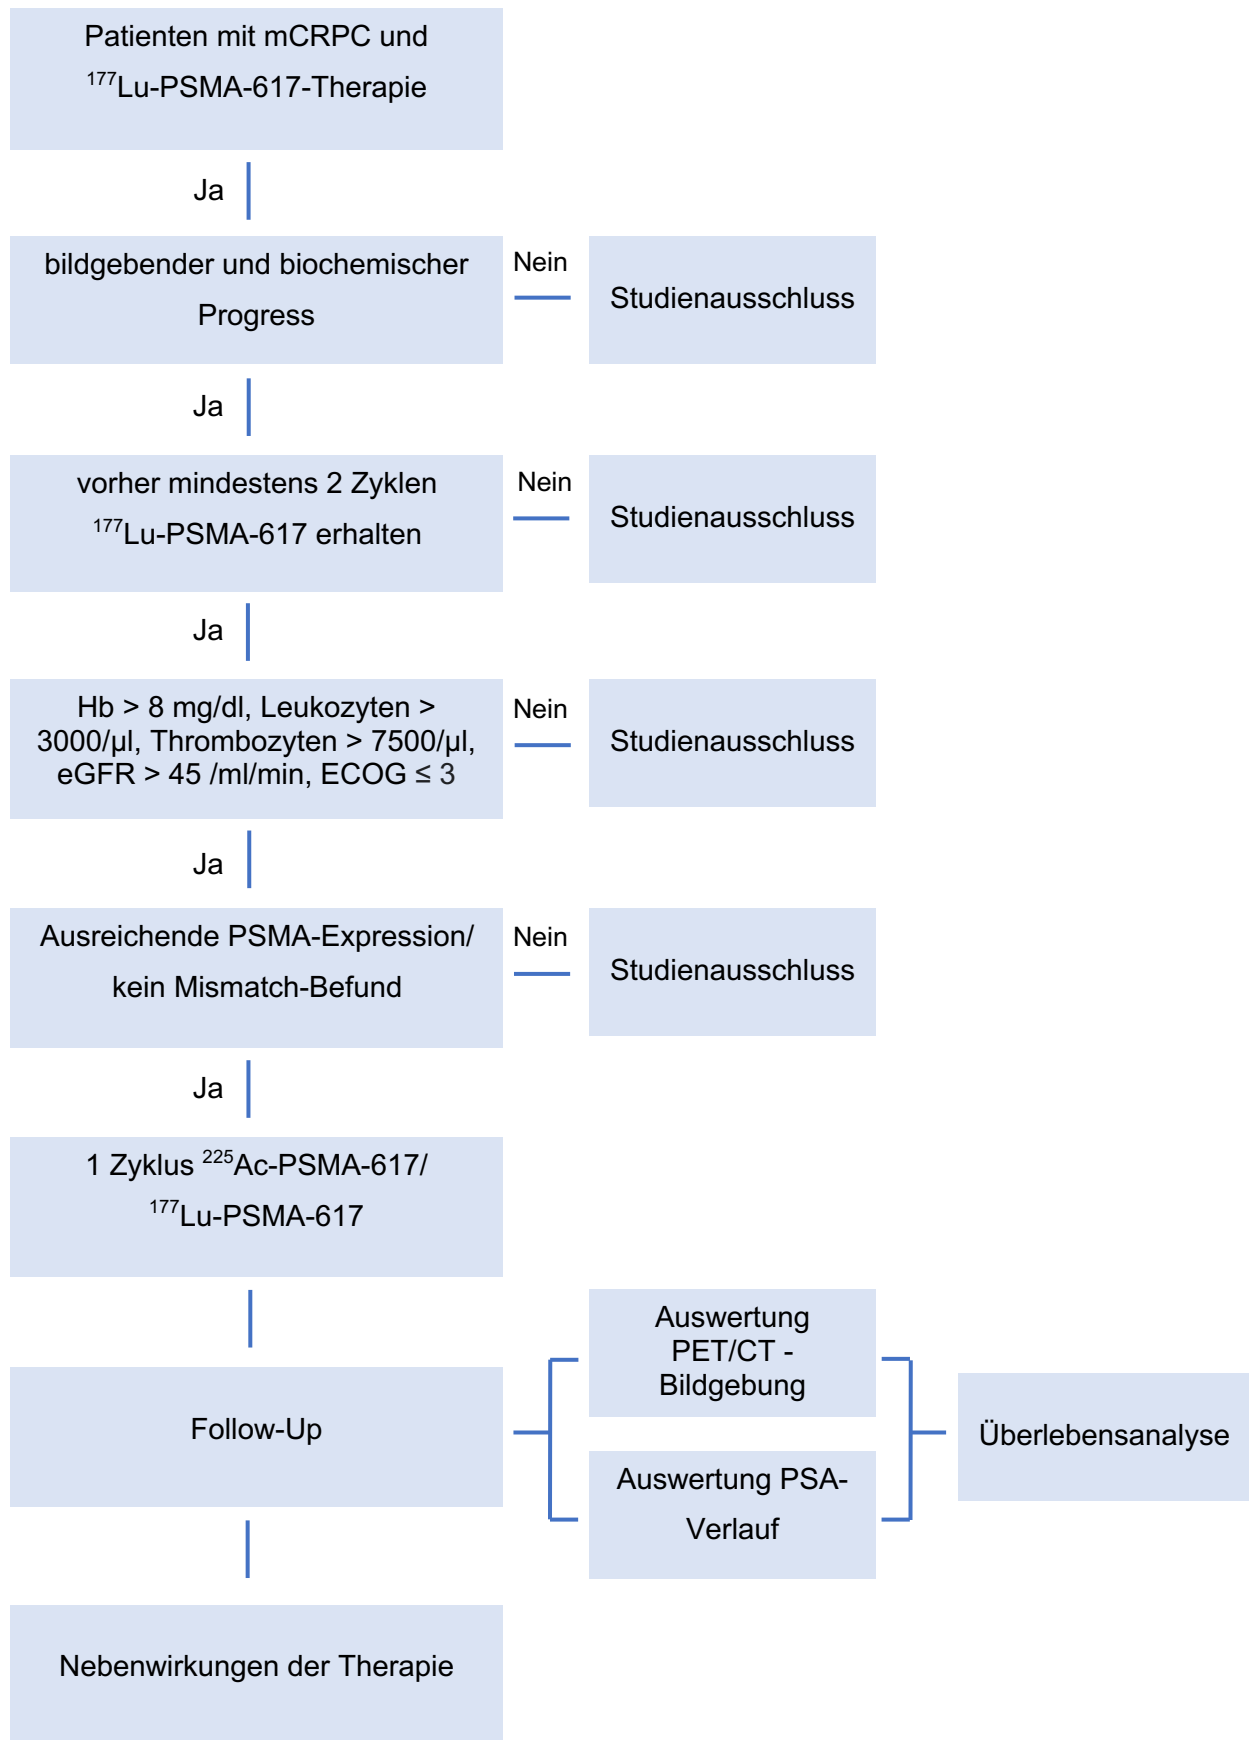 Patienten mit mCRPC und
¹⁷⁷Lu-PSMA-617-Therapie
Ja
bildgebender und biochemischer
Progress
Nein
Studienausschluss
Ja
vorher mindestens 2 Zyklen
¹⁷⁷Lu-PSMA-617 erhalten
Nein
Studienausschluss
Ja
Hb > 8 mg/dl, Leukozyten >
3000/µl, Thrombozyten > 7500/µl,
eGFR > 45 /ml/min, ECOG ≤ 3
Nein
Studienausschluss
Ja
Ausreichende PSMA-Expression/
kein Mismatch-Befund
Nein
Studienausschluss
Ja
1 Zyklus ²²⁵Ac-PSMA-617/
¹⁷⁷Lu-PSMA-617
Follow-Up
Auswertung
PET/CT -
Bildgebung
Auswertung PSA-
Verlauf
Überlebensanalyse
Nebenwirkungen der Therapie